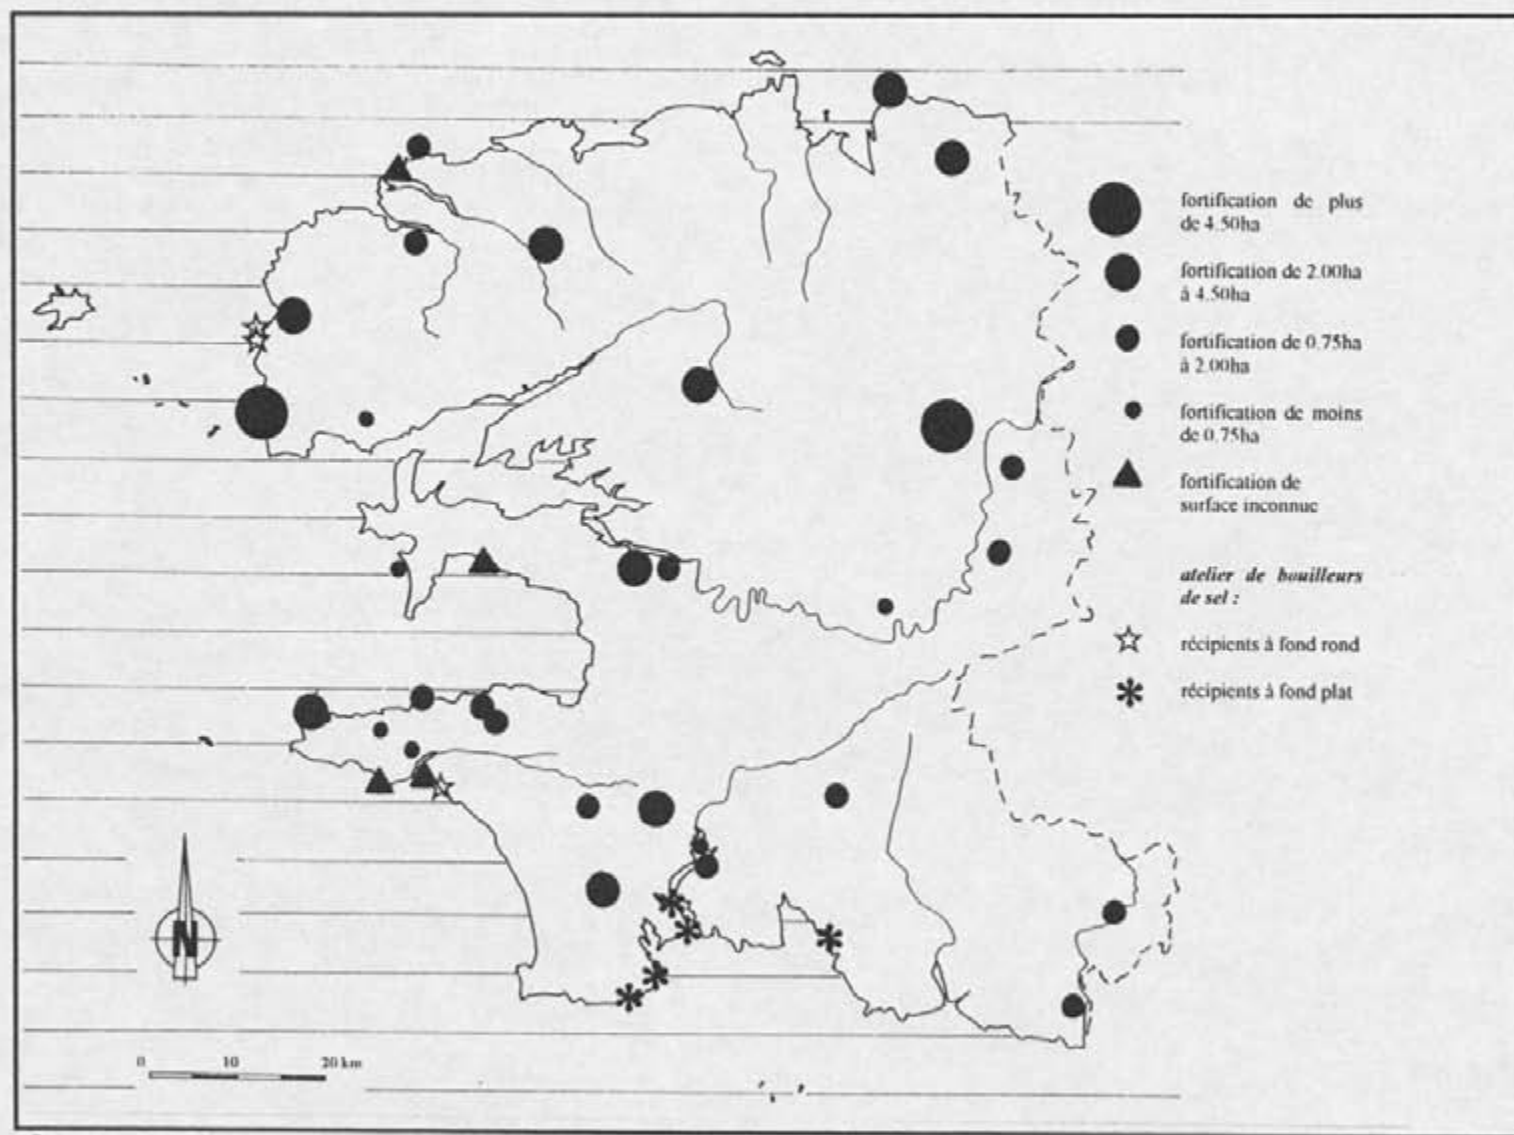 fortification de plus
de 4.50ha
fortification de 2.00ha
à 4.50ha
fortification de 0.75ha
à 2.00ha
fortification de moins
de 0.75ha
fortification de
surface inconnue
atelier de bouilleurs
de sel :
récipients à fond rond
récipients à fond plat
N
0 10 20 km